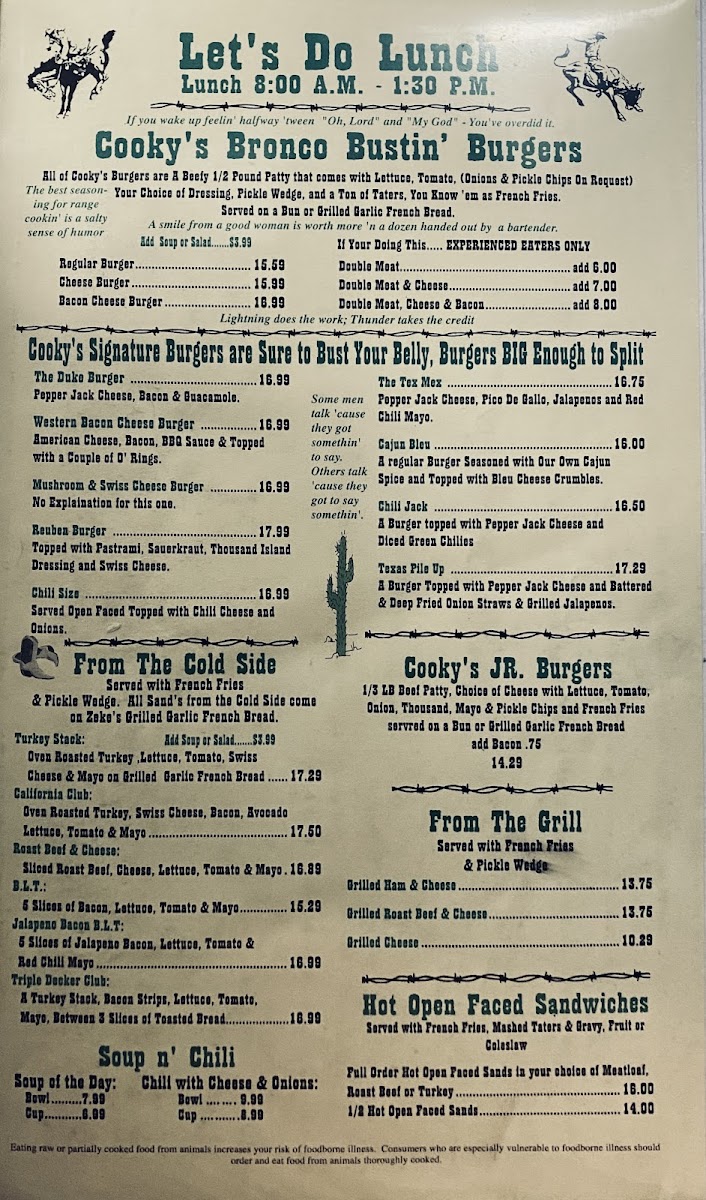 Let's Do Lunch
Lunch 8:00 A.M. - 1:30 P.M.
If you wake up feelin' halfway 'tween "Oh, Lord" and "My God" - You've overdid it.
Cooky's Bronco Bustin' Burgers
All of Cooky's Burgers are A Beefy 1/2 Pound Patty that comes with Lettuce, Tomato, (Onions & Pickle Chips On Request)
Your Choice of Dressing, Pickle Wedge, and a Ton of Taters, You Know 'em as French Fries.
Served on a Bun or Grilled Garlic French Bread.
The best season-
ing for range
cookin' is a salty
sense of humor
A smile from a good woman is worth more 'n a dozen handed out by a bartender.
Add Soup or Salad.......$3.99
Regular Burger.............................. 15.59
Cheese Burger............................... 15.99
Bacon Cheese Burger ...................... 16.99
If Your Doing This..... EXPERIENCED EATERS ONLY
Double Meat............................................. add 6.00
Double Meat & Cheese................................ add 7.00
Double Meat, Cheese & Bacon...................... add 8.00
Lightning does the work; Thunder takes the credit
Cooky's Signature Burgers are Sure to Bust Your Belly, Burgers BIG Enough to Split
The Duke Burger ................................. 16.99
Pepper Jack Cheese, Bacon & Guacamole.
Western Bacon Cheese Burger ....................... 16.99
American Cheese, Bacon, BBQ Sauce & Topped
with a Couple of O' Rings.
Mushroom & Swiss Cheese Burger .................... 16.99
No Explaination for this one.
Reuben Burger ..................................... 17.99
Topped with Pastrami, Sauerkraut, Thousand Island
Dressing and Swiss Cheese.
Chili Size ............................................ 16.99
Served Open Faced Topped with Chili Cheese and
Onions.
Some men
talk 'cause
they got
somethin'
to say.
Others talk
'cause they
got to say
somethin'.
The Tex Mex ........................................... 16.75
Pepper Jack Cheese, Pico De Gallo, Jalapenos and Red
Chili Mayo.
Cajun Bleu ............................................... 16.00
A regular Burger Seasoned with Our Own Cajun
Spice and Topped with Bleu Cheese Crumbles.
Chili Jack ............................................... 16.50
A Burger topped with Pepper Jack Cheese and
Diced Green Chilies
Texas Pile Up ........................................... 17.29
A Burger Topped with Pepper Jack Cheese and Battered
& Deep Fried Onion Straws & Grilled Jalapenos.
From The Cold Side
Served with French Fries
& Pickle Wedge. All Sand's from the Cold Side come
on Zeke's Grilled Garlic French Bread.
Turkey Stack: Add Soup or Salad.......$3.99
Oven Roasted Turkey ,Lettuce, Tomato, Swiss
Cheese & Mayo on Grilled Garlic French Bread ...... 17.29
California Club:
Oven Roasted Turkey, Swiss Cheese, Bacon, Avocado
Lettuce, Tomato & Mayo.................................... 17.50
Roast Beef & Cheese:
Sliced Roast Beef, Cheese, Lettuce, Tomato & Mayo . 16.89
B.L.T.:
5 Slices of Bacon, Lettuce, Tomato & Mayo............. 15.29
Jalapeno Bacon B.L.T:
5 Slices of Jalapeno Bacon, Lettuce, Tomato &
Red Chili Mayo.............................................. 16.99
Triple Decker Club:
A Turkey Stack, Bacon Strips, Lettuce, Tomato,
Mayo, Between 3 Slices of Toasted Bread.................. 16.99
Soup n' Chili
Soup of the Day:
Bowl..........7.99
Cup...........6.99
Chili with Cheese & Onions:
Bowl ........ 9.99
Cup ...........8.99
Cooky's JR. Burgers
1/3 LB Beef Patty, Choice of Cheese with Lettuce, Tomato,
Onion, Thousand, Mayo & Pickle Chips and French Fries
servred on a Bun or Grilled Garlic French Bread
add Bacon .75
14.29
From The Grill
Served with French Fries
& Pickle Wedge
Grilled Ham & Cheese........................................... 13.75
Grilled Roast Beef & Cheese................................... 13.75
Grilled Cheese................................................... 10.29
Hot Open Faced Sandwiches
Served with French Fries, Mashed Taters & Gravy, Fruit or
Coleslaw
Full Order Hot Open Faced Sands in your choice of Meatloaf,
Roast Beef or Turkey............................................ 16.00
1/2 Hot Open Faced Sands....................................... 14.00
Eating raw or partially cooked food from animals increases your risk of foodborne illness. Consumers who are especially vulnerable to foodborne illness should
order and eat food from animals thoroughly cooked.